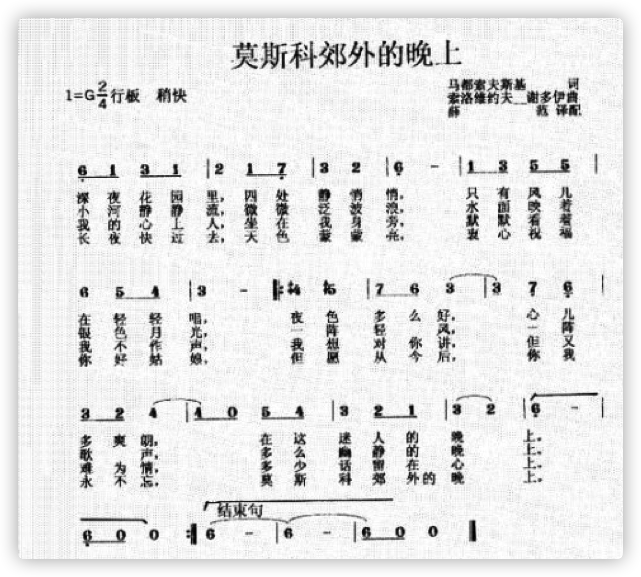 莫斯科郊外的晚上
1=G 2/4 行板 稍快
马都索夫斯基 词
索洛维约夫—谢多伊曲
薛 范 译配
6 1 3 1 | 2 1 7 | 3 2 | 6 - | 1 3 5 5 |
深夜花园里，四处静悄悄。只有风儿
小河静静流，微微泛波浪。水面映着
我的心上人，坐在我身旁，默默看着
长夜快过去，天色蒙蒙亮，衷心祝福
6 5 4 | 3 - ‖: #4 #5 | 7 6 3 | 3 7 6 |
在轻轻唱，夜色多么好，心儿
银色月光，一阵轻风，一阵
我不作声，我想对你讲，但又
你好姑娘，但愿从今后，你我
3 2 4 | 4 0 5 4 | 3 2 1 | 3 2 | 6 - |
多爽朗，在这迷人的晚上。
歌声，多么幽静的晚上。
难为情，多少话留在心上。
永不忘，莫斯科郊外的晚上。
结束句
6 0 0 :‖ 6 - | 6 - | 6 0 0 ‖